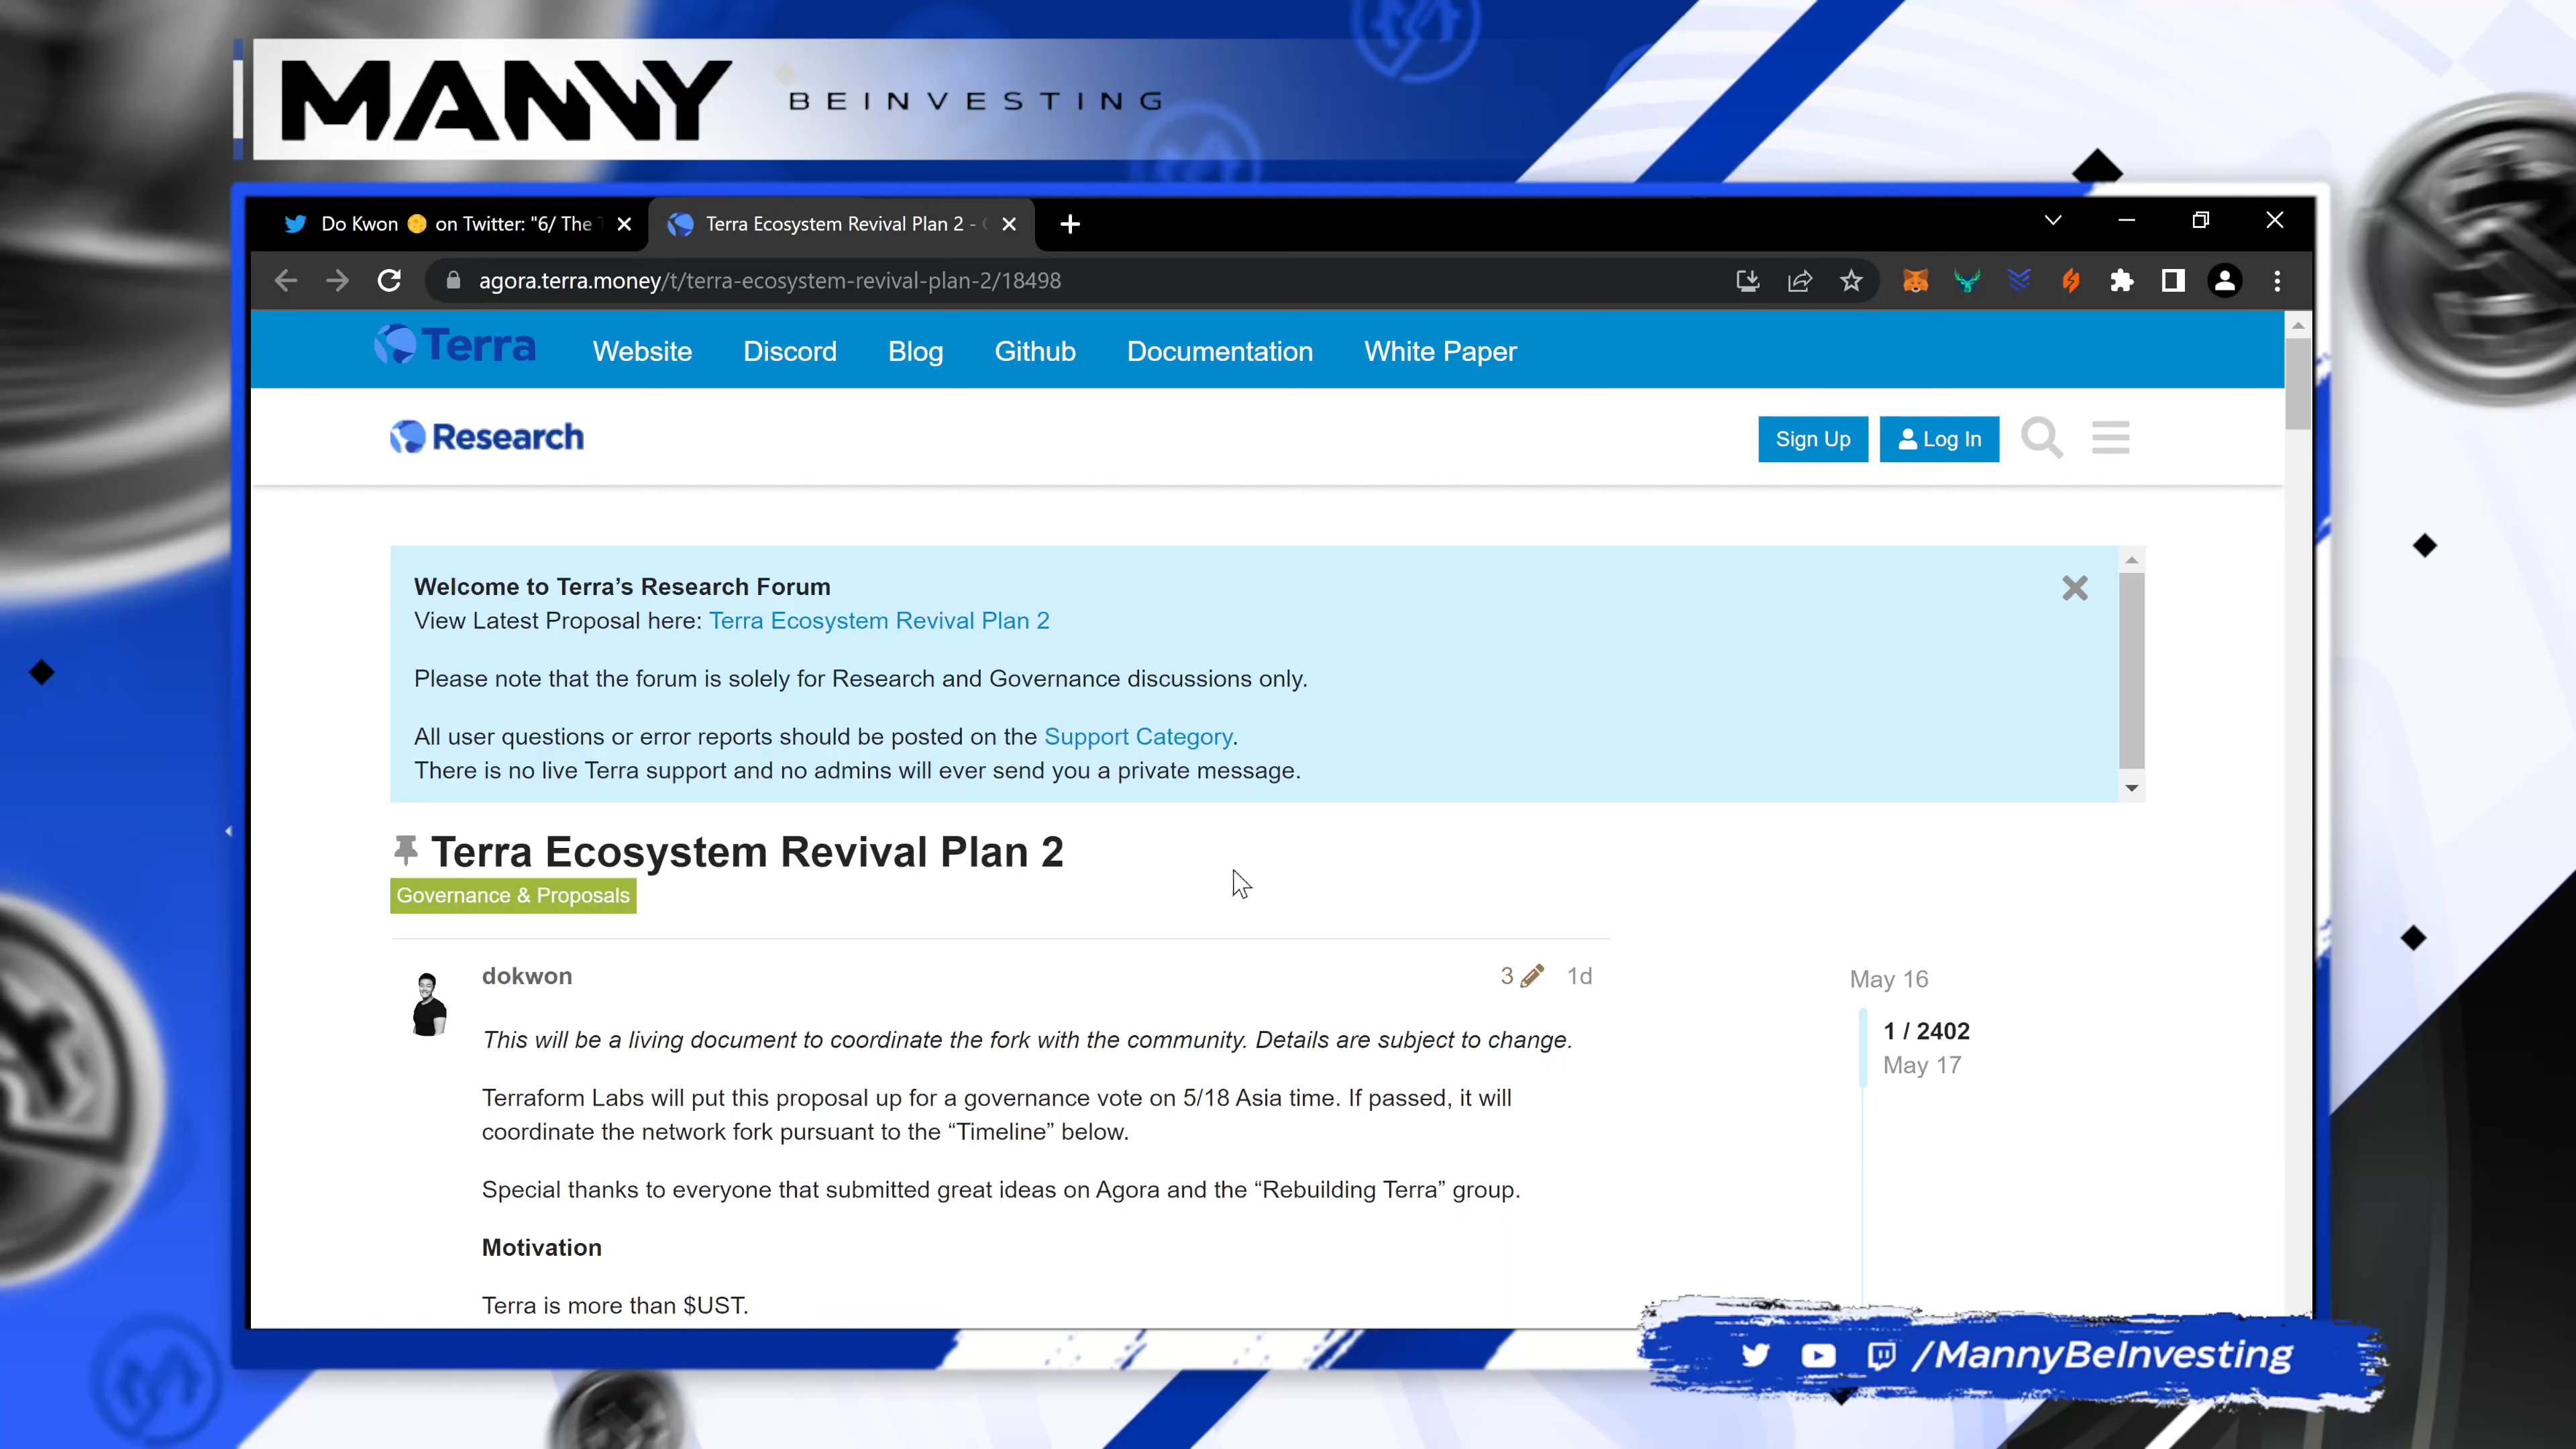 MANNY
BEINVESTING
Do Kwon on Twitter: "6/ The
Terra Ecosystem Revival Plan 2 -
agora.terra.money/t/terra-ecosystem-revival-plan-2/18498
Terra
Website Discord Blog Github Documentation White Paper
Research
Sign Up Log In
Welcome to Terra’s Research Forum
View Latest Proposal here: Terra Ecosystem Revival Plan 2
Please note that the forum is solely for Research and Governance discussions only.
All user questions or error reports should be posted on the Support Category.
There is no live Terra support and no admins will ever send you a private message.
Terra Ecosystem Revival Plan 2
Governance & Proposals
dokwon
3 1d
This will be a living document to coordinate the fork with the community. Details are subject to change.
Terraform Labs will put this proposal up for a governance vote on 5/18 Asia time. If passed, it will
coordinate the network fork pursuant to the “Timeline” below.
Special thanks to everyone that submitted great ideas on Agora and the “Rebuilding Terra” group.
Motivation
Terra is more than $UST.
May 16
1 / 2402
May 17
/MannyBeInvesting